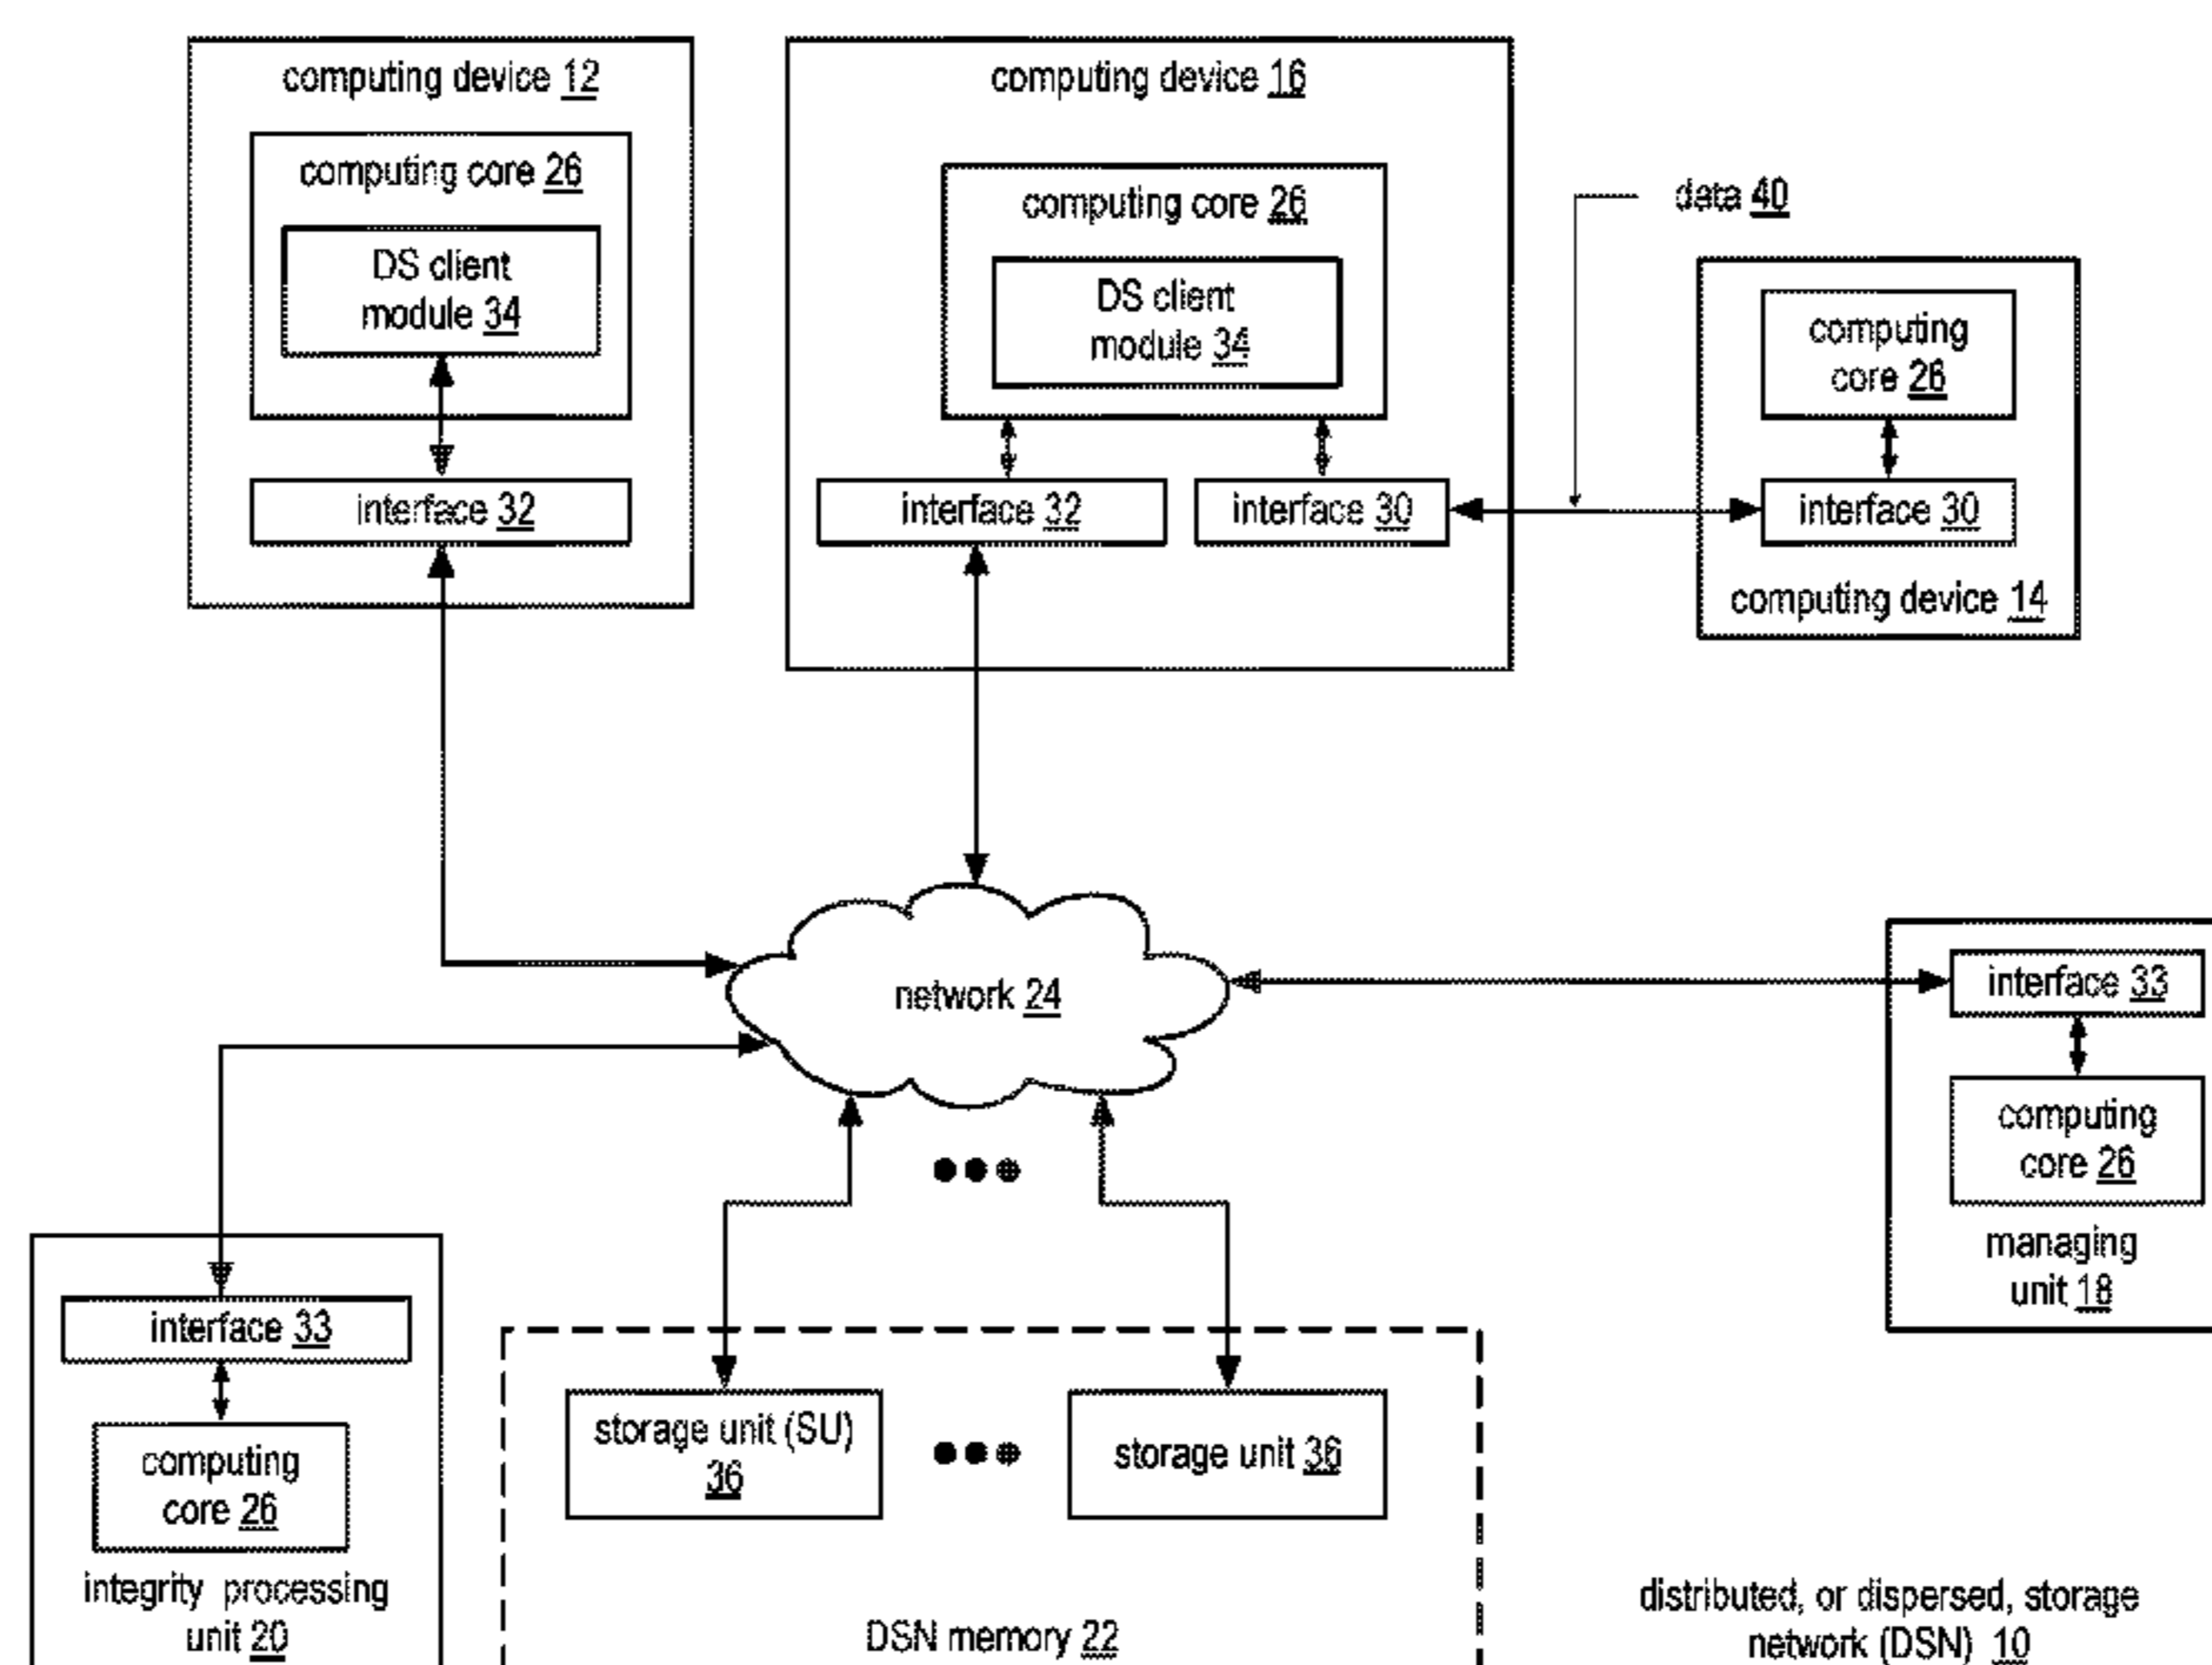 computing device 12
computing core 26
DS client
module 34
interface 32
computing device 16
computing core 26
DS client
module 34
interface 32
interface 30
data 40
computing
core 26
interface 30
computing device 14
network 24
interface 33
computing
core 26
managing
unit 18
interface 33
computing
core 26
integrity processing
unit 20
storage unit (SU)
36
storage unit 36
DSN memory 22
distributed, or dispersed, storage
network (DSN) 10